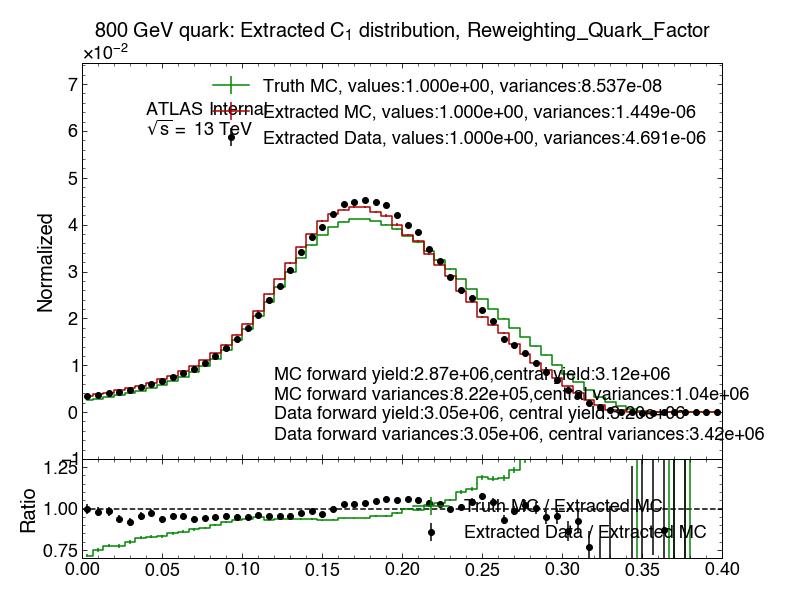 800 GeV quark: Extracted C₁ distribution, Reweighting_Quark_Factor
×10⁻²
Truth MC, values:1.000e+00, variances:8.537e-08
ATLAS Internal
Extracted MC, values:1.000e+00, variances:1.449e-06
√s = 13 TeV
Extracted Data, values:1.000e+00, variances:4.691e-06
Normalized
7
6
5
4
3
2
1
0
MC forward yield:2.87e+06,central yield:3.12e+06
MC forward variances:8.22e+05,central variances:1.04e+06
Data forward yield:3.05e+06, central
Data forward variances:3.05e+06, central variances:3.42e+06
Ratio
1.25
1.00
0.75
Truth MC / Extracted MC
Extracted Data / Extracted MC
0.00 0.05 0.10 0.15 0.20 0.25 0.30 0.35 0.40